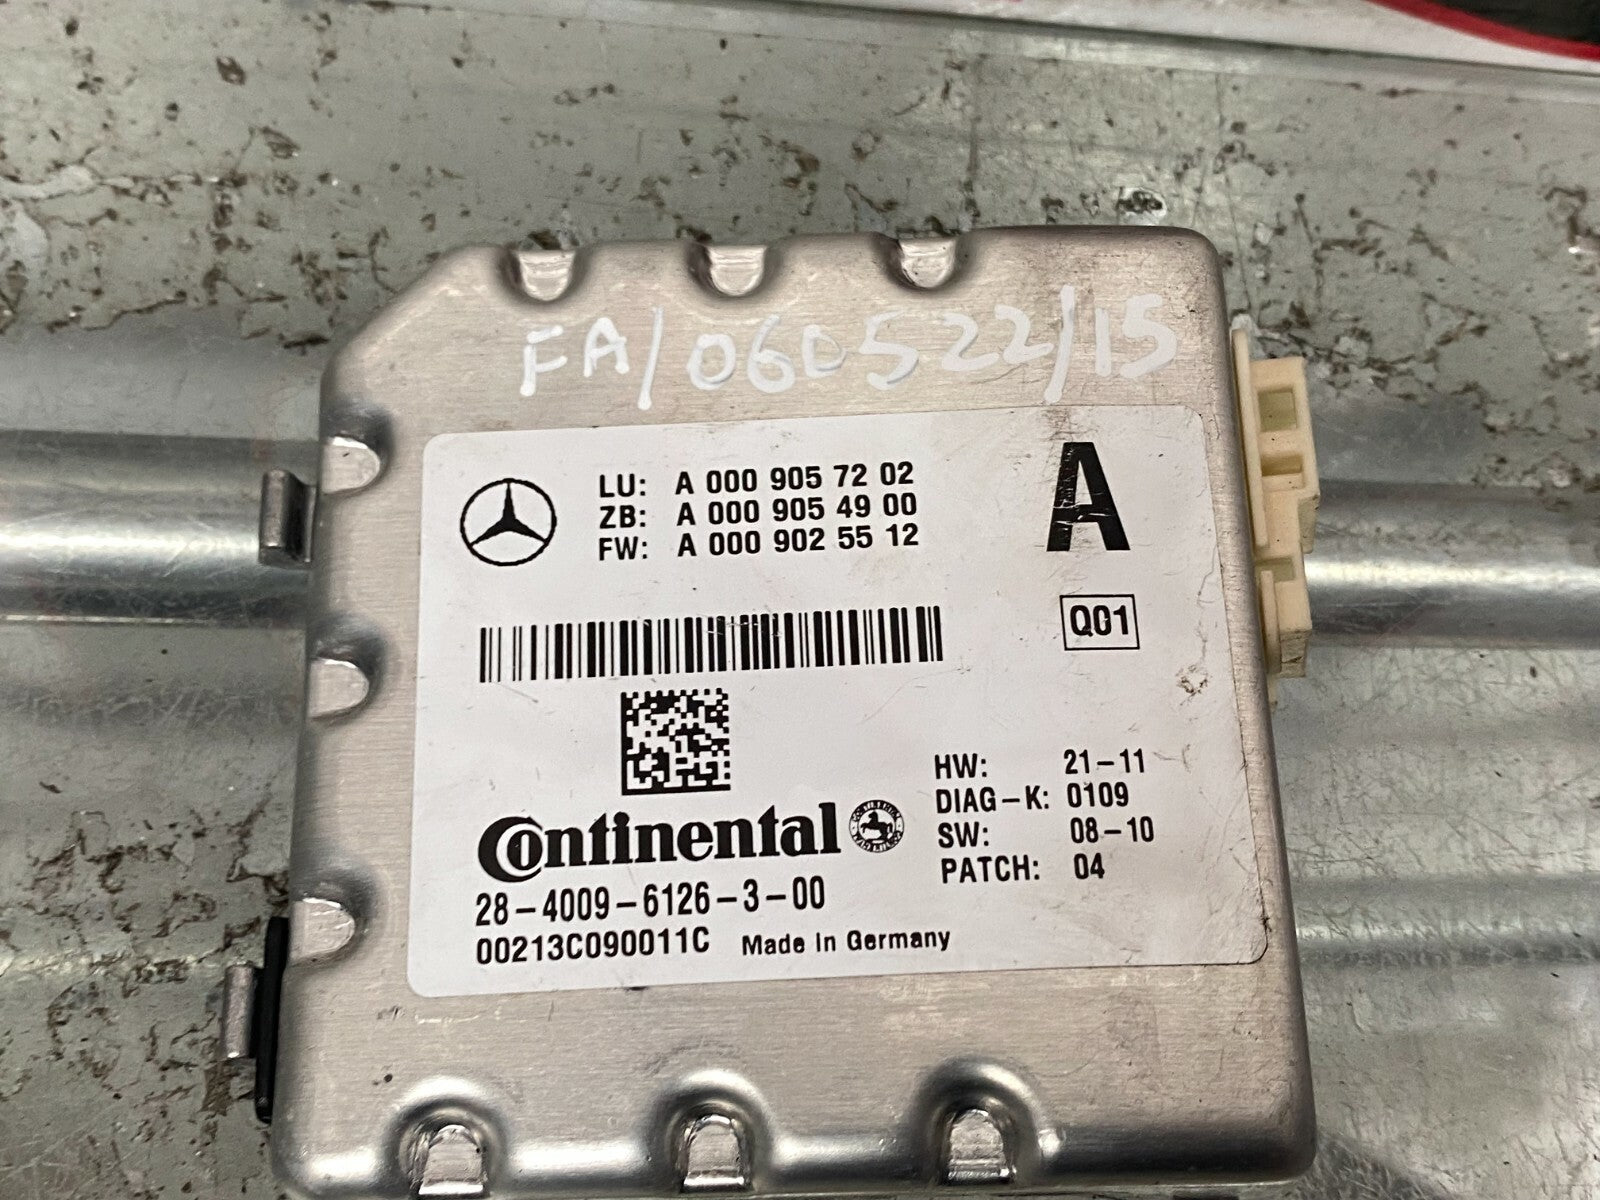 FA/060522/15
LU: A 000 905 72 02
ZB: A 000 905 49 00
FW: A 000 902 55 12
A
Q01
HW: 21-11
DIAG-K: 0109
SW: 08-10
PATCH: 04
Continental
28-4009-6126-3-00
00213C090011C Made in Germany